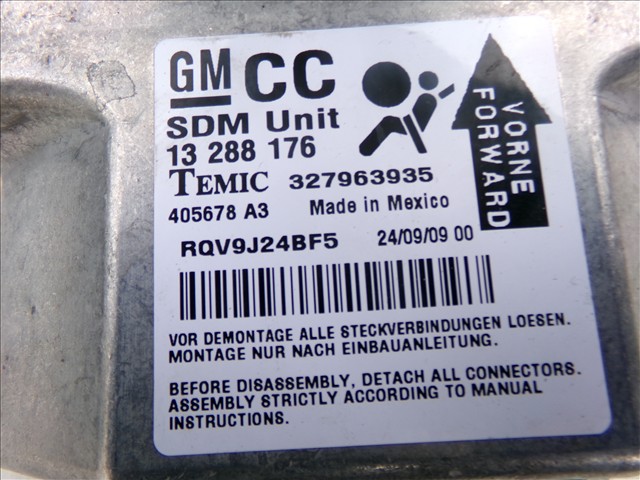 GM CC
SDM Unit
13 288 176
TEMIC 327963935
405678 A3 Made in Mexico
RQV9J24BF5 24/09/09 00
VORNE
FORWARD
VOR DEMONTAGE ALLE STECKVERBINDUNGEN LOESEN.
MONTAGE NUR NACH EINBAUANLEITUNG.
BEFORE DISASSEMBLY, DETACH ALL CONNECTORS.
ASSEMBLY STRICTLY ACCORDING TO MANUAL
INSTRUCTIONS.